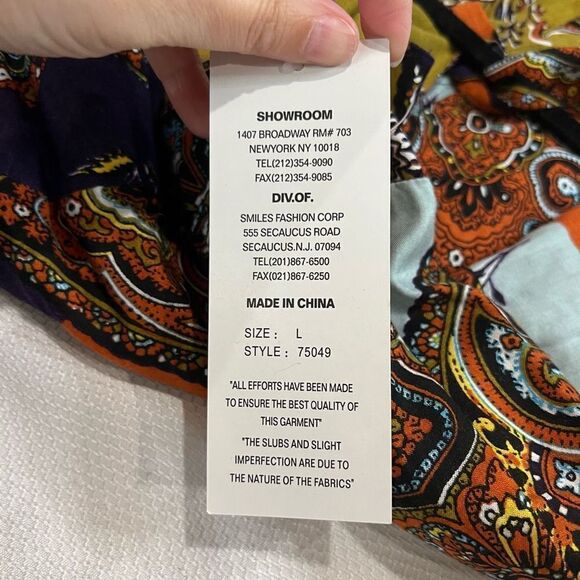 SHOWROOM
1407 BROADWAY RM# 703
NEWYORK NY 10018
TEL(212)354-9090
FAX(212)354-9085
DIV.OF.
SMILES FASHION CORP
555 SECAUCUS ROAD
SECAUCUS.N.J. 07094
TEL(201)867-6500
FAX(021)867-6250
MADE IN CHINA
SIZE : L
STYLE : 75049
"ALL EFFORTS HAVE BEEN MADE
TO ENSURE THE BEST QUALITY OF
THIS GARMENT"
"THE SLUBS AND SLIGHT
IMPERFECTION ARE DUE TO
THE NATURE OF THE FABRICS"